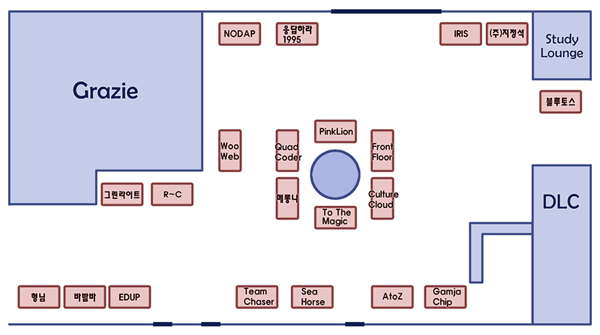 NODAP
응답하라
1995
IRIS
(주)지정석
Study
Lounge
Grazie
블루토스
PinkLion
Woo
Web
Quad
Coder
Front
Floor
그린라이트
R~C
메롱니
Culture
Cloud
DLC
To The
Magic
형님
바밤바
EDUP
Team
Chaser
Sea
Horse
AtoZ
Gamja
Chip